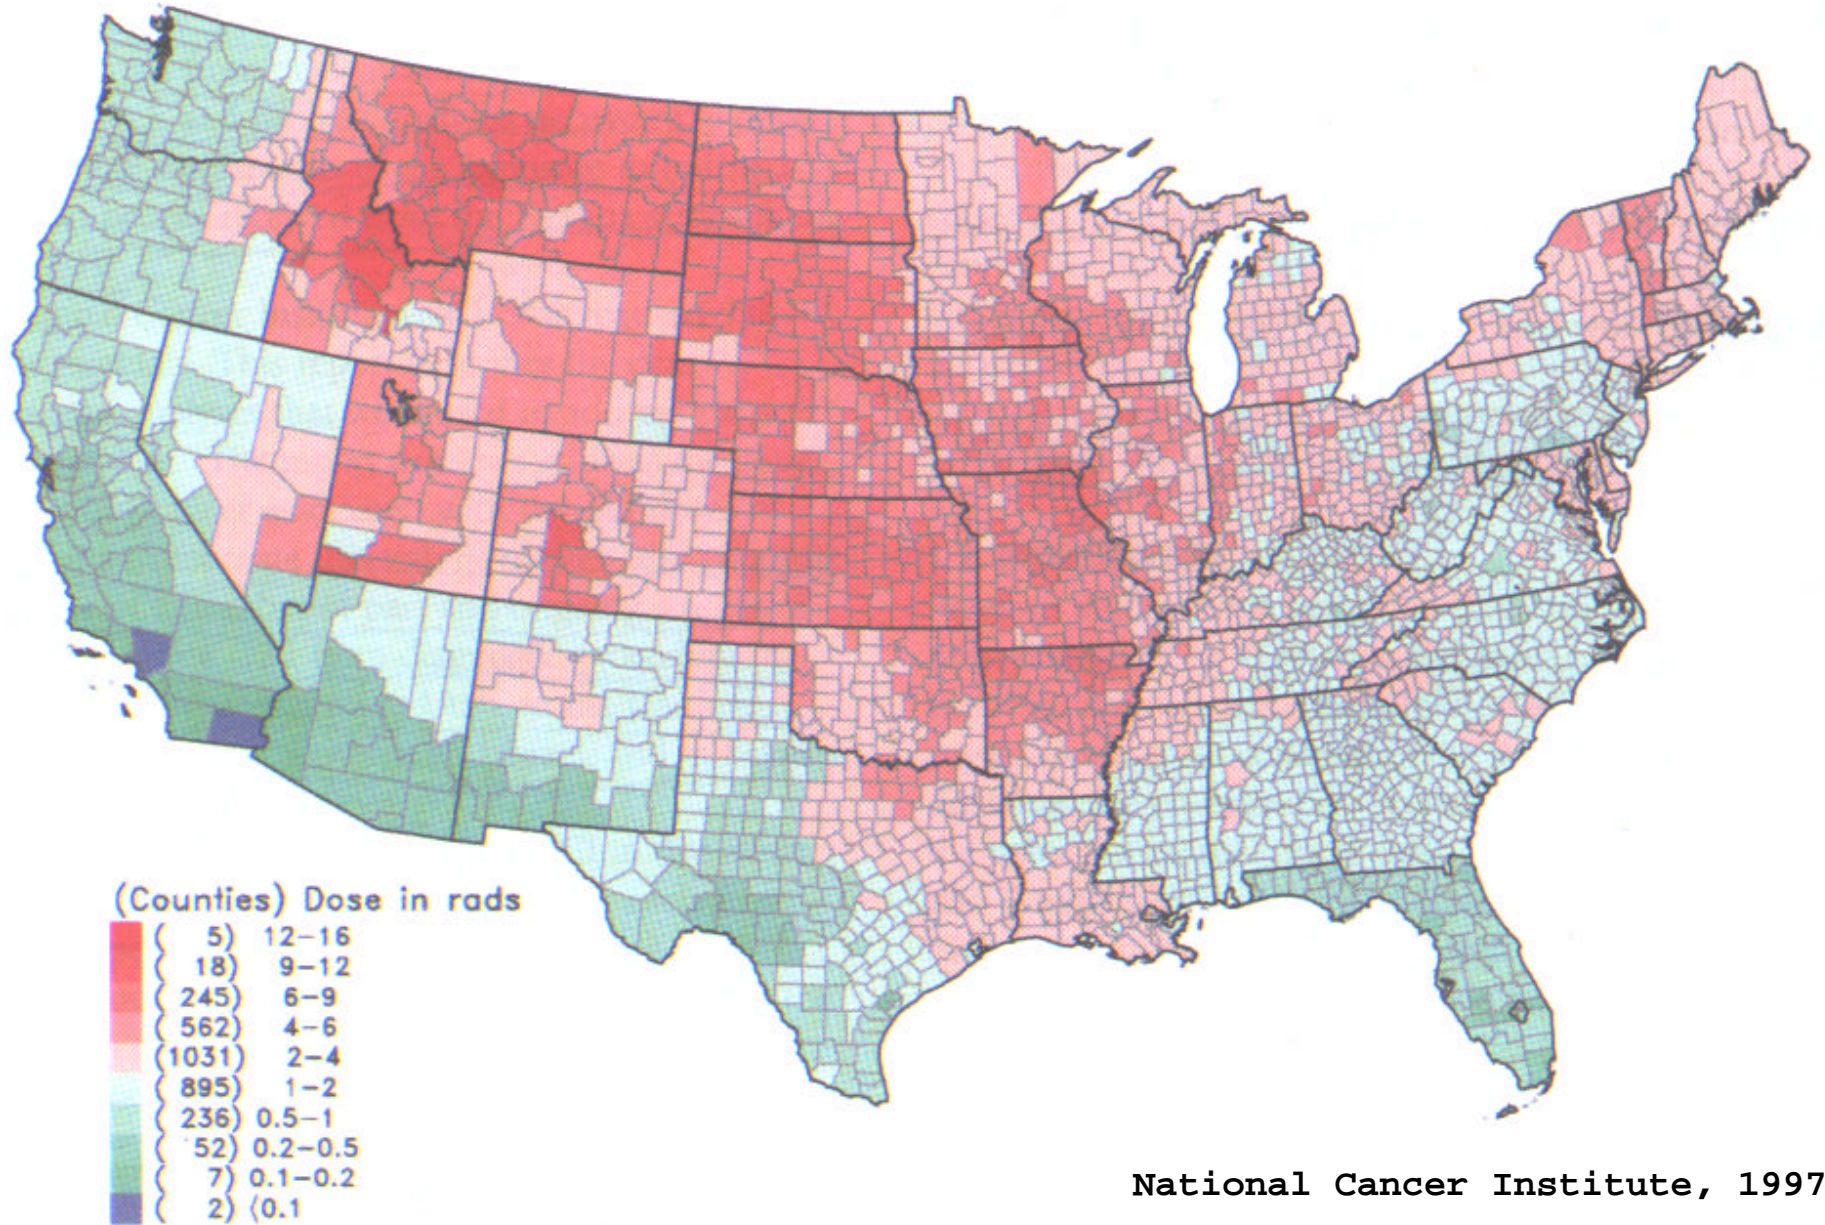 (Counties) Dose in rads
( 5) 12-16
( 18) 9-12
( 245) 6-9
( 562) 4-6
(1031) 2-4
( 895) 1-2
( 236) 0.5-1
( 52) 0.2-0.5
( 7) 0.1-0.2
( 2) <0.1
National Cancer Institute, 1997